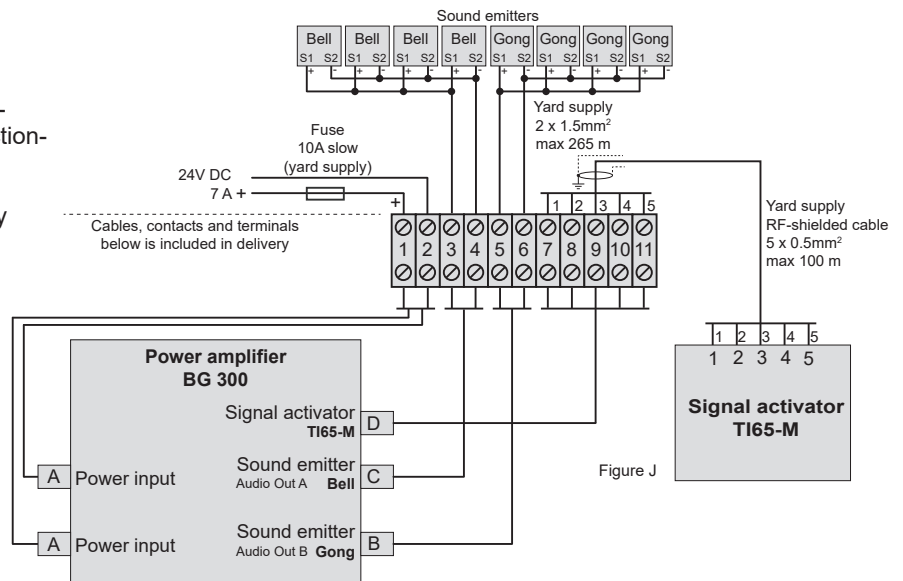 Sound emitters
Bell Bell Bell Bell Gong Gong Gong Gong
S1 S2 S1 S2 S1 S2 S1 S2 S1 S2 S1 S2 S1 S2 S1 S2
+ - + - + - + - + - + - + - + -
-
tion-
y
Fuse
10A slow
(yard supply)
24V DC
7 A +
Yard supply
2 x 1.5mm²
max 265 m
Cables, contacts and terminals
below is included in delivery
+
1 2 3 4 5
1 2 3 4 5 6 7 8 9 10 11
Yard supply
RF-shielded cable
5 x 0.5mm²
max 100 m
1 2 3 4 5
1 2 3 4 5
Signal activator
TI65-M
Power amplifier
BG 300
Signal activator
TI65-M
D
A Power input
Sound emitter
Audio Out A Bell
C
A Power input
Sound emitter
Audio Out B Gong
B
Figure J